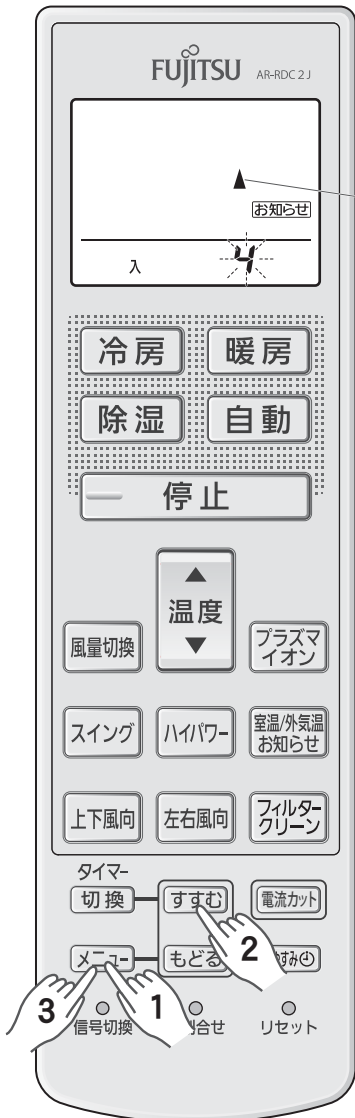 FUJITSU AR-RDC2J
お知らせ
入 4
冷房 暖房
除湿 自動
停止
温度
風量切換 プラズマイオン
スイング ハイパワー 室温/外気温お知らせ
上下風向 左右風向 フィルタークリーン
タイマー
切換 すすむ 電流カット
メニュー もどる
2
3 1
信号切換 リセット